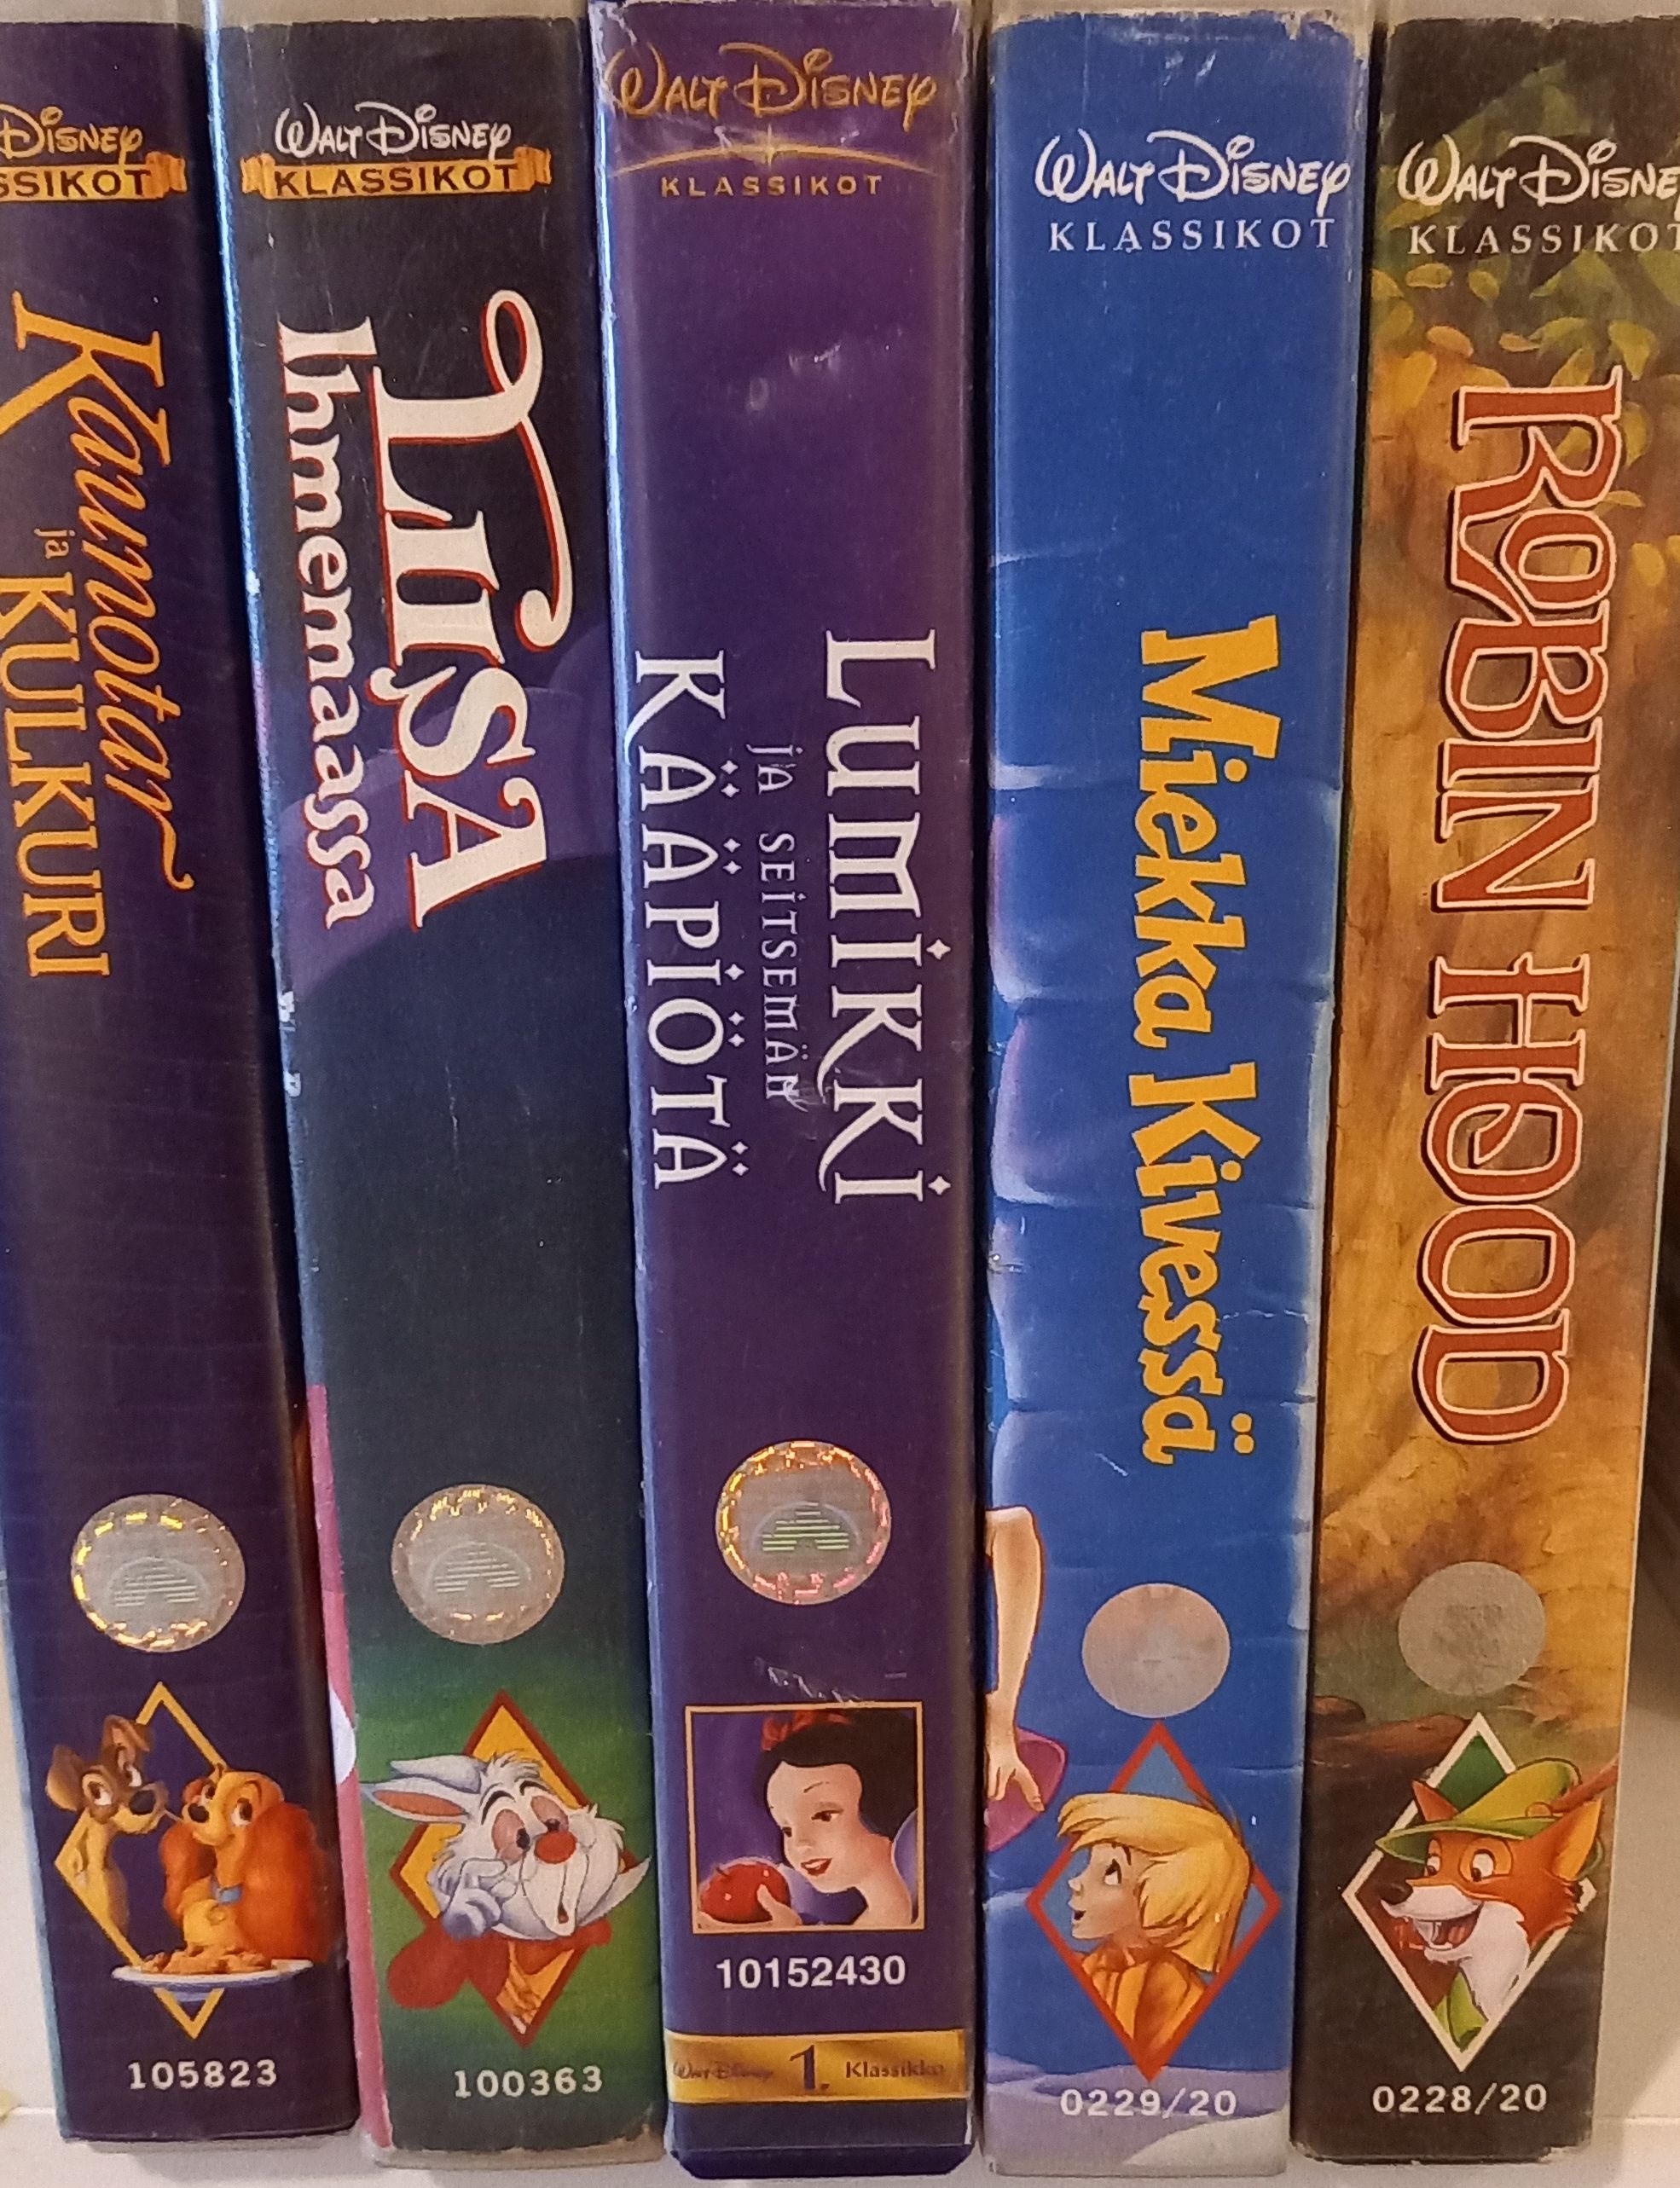 Disney
SSIKOT
Kaunotar
ja
KULKURI
105823
WALT DISNEY
KLASSIKOT
LIISA
Ihmemaassa
100363
WALT DISNEY
KLASSIKOT
LUMIKKI
JA SEITSEMÄN
KÄÄPIÖTÄ
10152430
WALT DISNEY 1. Klassikko
WALT DISNEY
KLASSIKOT
Miekka Kivessä
0229/20
WALT DISNE
KLASSIKOT
ROBIN HOOD
0228/20